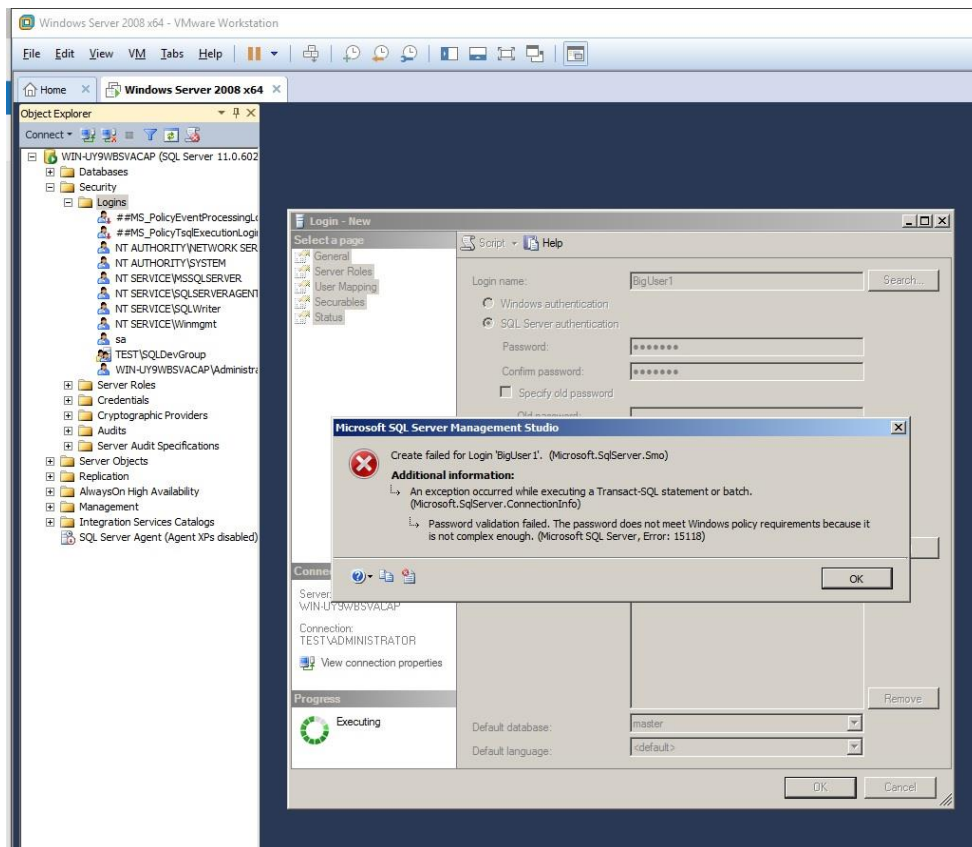 Windows Server 2008 x64 - VMware Workstation
File Edit View VM Tabs Help
Home Windows Server 2008 x64
Object Explorer
Connect
WIN-UY9WBSVACAP (SQL Server 11.0.602
Databases
Security
Logins
##MS_PolicyEventProcessingLo
##MS_PolicyTsqlExecutionLogi
NT AUTHORITY\NETWORK SER
NT AUTHORITY\SYSTEM
NT SERVICE\MSSQLSERVER
NT SERVICE\SQLSERVERAGENT
NT SERVICE\SQLWriter
NT SERVICE\Winmgmt
sa
TEST\SQLDevGroup
WIN-UY9WBSVACAP\Administra
Server Roles
Credentials
Cryptographic Providers
Audits
Server Audit Specifications
Server Objects
Replication
AlwaysOn High Availability
Management
Integration Services Catalogs
SQL Server Agent (Agent XPs disabled)
Login - New
Select a page
General
Server Roles
User Mapping
Securables
Status
Script Help
Login name: BigUser1 Search...
Windows authentication
SQL Server authentication
Password: •••••••
Confirm password: •••••••
Specify old password
Old password:
Microsoft SQL Server Management Studio
Create failed for Login 'BigUser1'. (Microsoft.SqlServer.Smo)
Additional information:
An exception occurred while executing a Transact-SQL statement or batch.
(Microsoft.SqlServer.ConnectionInfo)
Password validation failed. The password does not meet Windows policy requirements because it
is not complex enough. (Microsoft SQL Server, Error: 15118)
OK
Server:
WIN-UY9WBSVACAP
Connection:
TEST\ADMINISTRATOR
View connection properties
Progress
Executing
Remove
Default database: master
Default language: <default>
OK Cancel